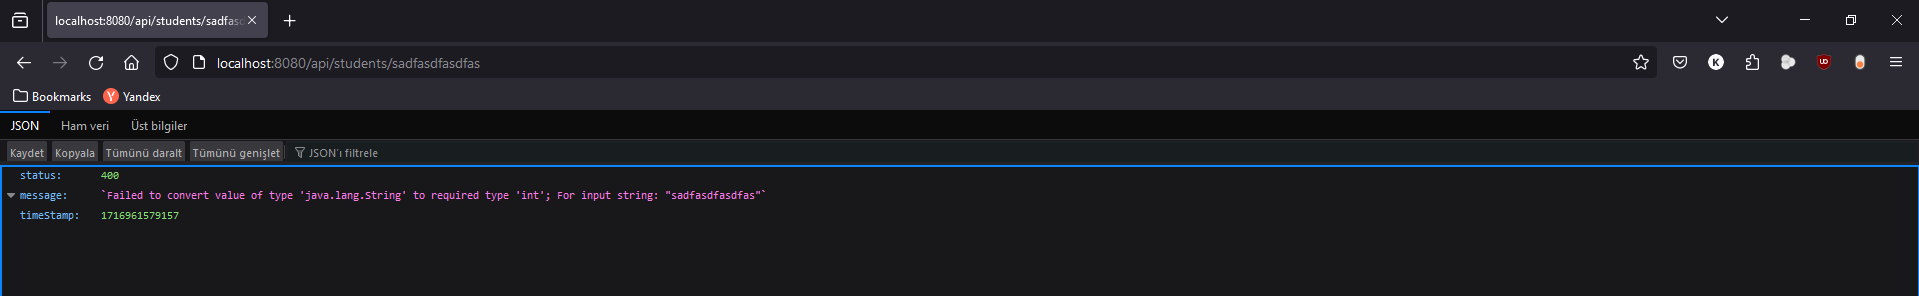 localhost:8080/api/students/sadfasd
localhost:8080/api/students/sadfasdfasdfas
Bookmarks Yandex
JSON Ham veri Üst bilgiler
Kaydet Kopyala Tümünü daralt Tümünü genişlet JSON'ı filtrele
status: 400
message: `Failed to convert value of type 'java.lang.String' to required type 'int'; For input string: "sadfasdfasdfas"`
timeStamp: 1716961579157